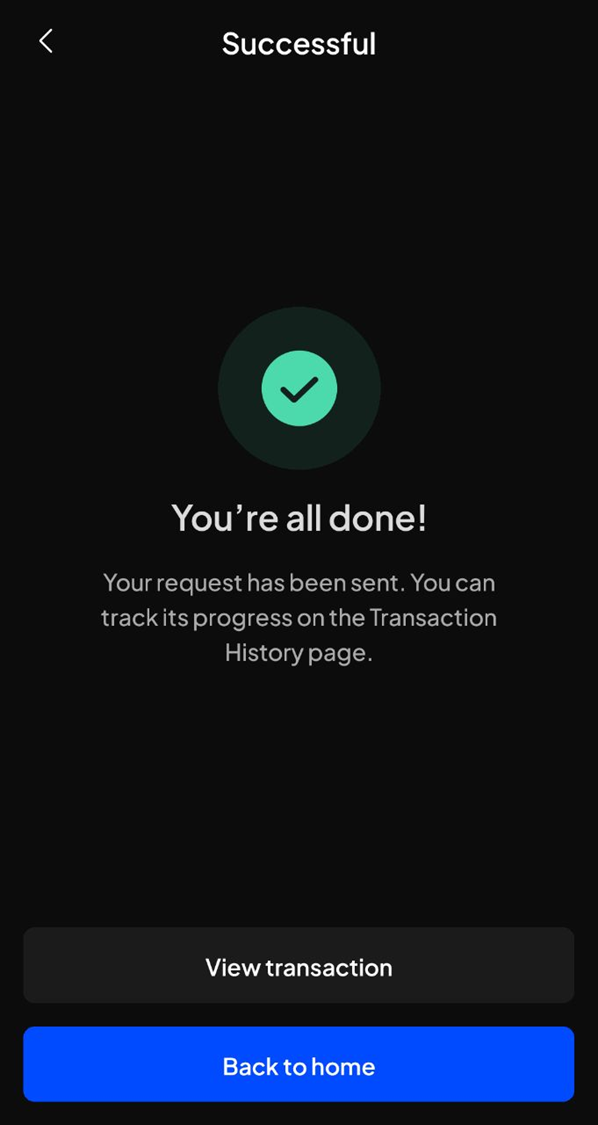 Successful
You’re all done!
Your request has been sent. You can
track its progress on the Transaction
History page.
View transaction
Back to home